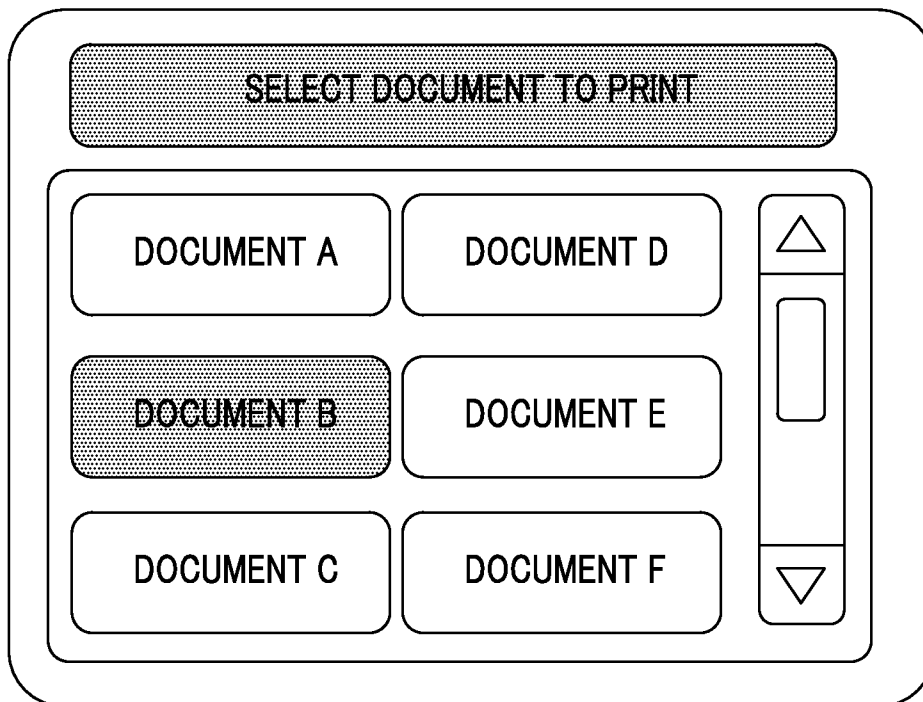 SELECT DOCUMENT TO PRINT
DOCUMENT A
DOCUMENT D
DOCUMENT B
DOCUMENT E
DOCUMENT C
DOCUMENT F